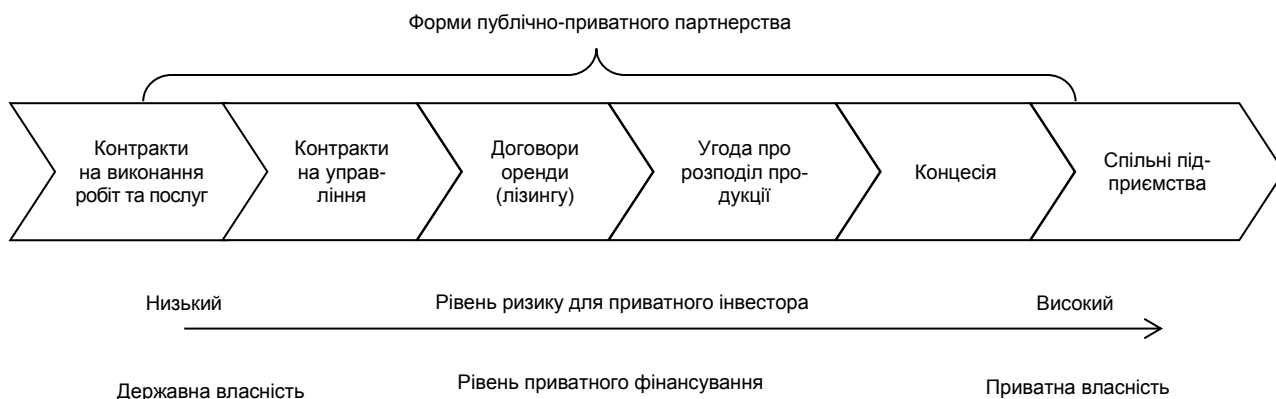 Форми публічно-приватного партнерства
Контракти
на виконання
робіт та послуг
Контракти
на управ-
ління
Договори
оренди
(лізингу)
Угода про
розподіл про-
дукції
Концесія
Спільні під-
приємства
Низький
Рівень ризику для приватного інвестора
Високий
Державна власність
Рівень приватного фінансування
Приватна власність